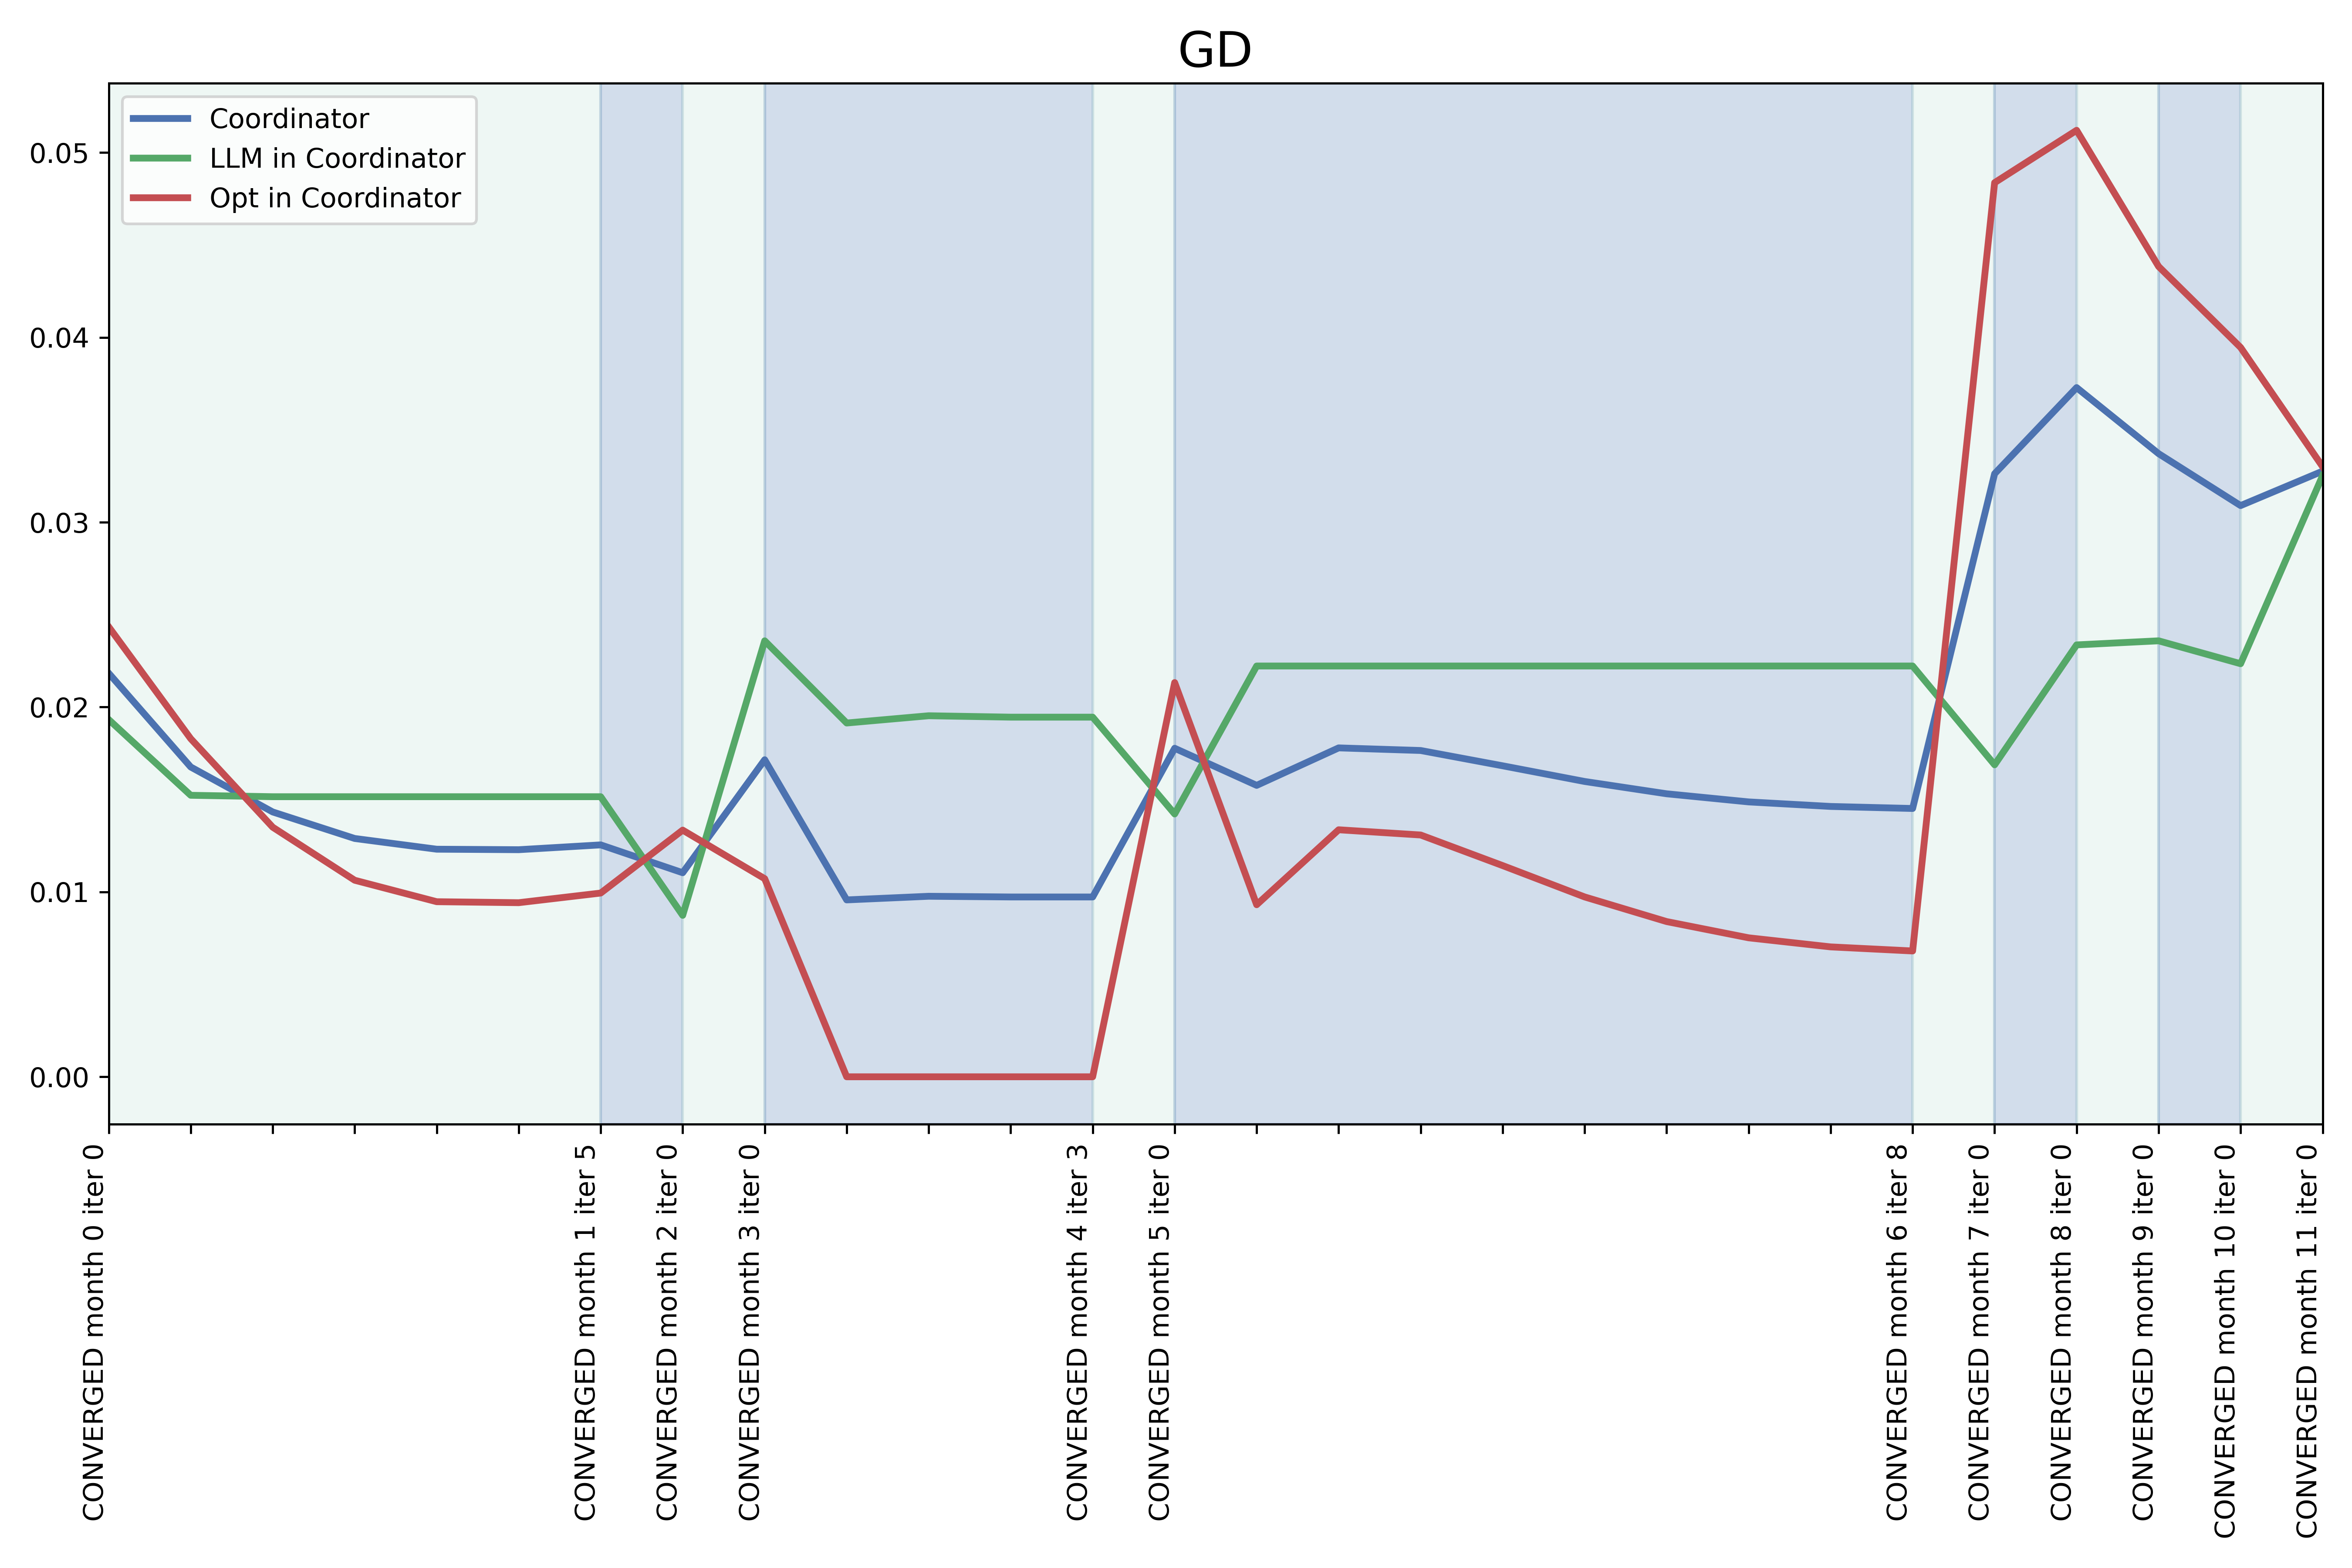 GD
Coordinator
LLM in Coordinator
Opt in Coordinator
0.05
0.04
0.03
0.02
0.01
0.00
CONVERGED month 0 iter 0
CONVERGED month 1 iter 5
CONVERGED month 2 iter 0
CONVERGED month 3 iter 0
CONVERGED month 4 iter 3
CONVERGED month 5 iter 0
CONVERGED month 6 iter 8
CONVERGED month 7 iter 0
CONVERGED month 8 iter 0
CONVERGED month 9 iter 0
CONVERGED month 10 iter 0
CONVERGED month 11 iter 0